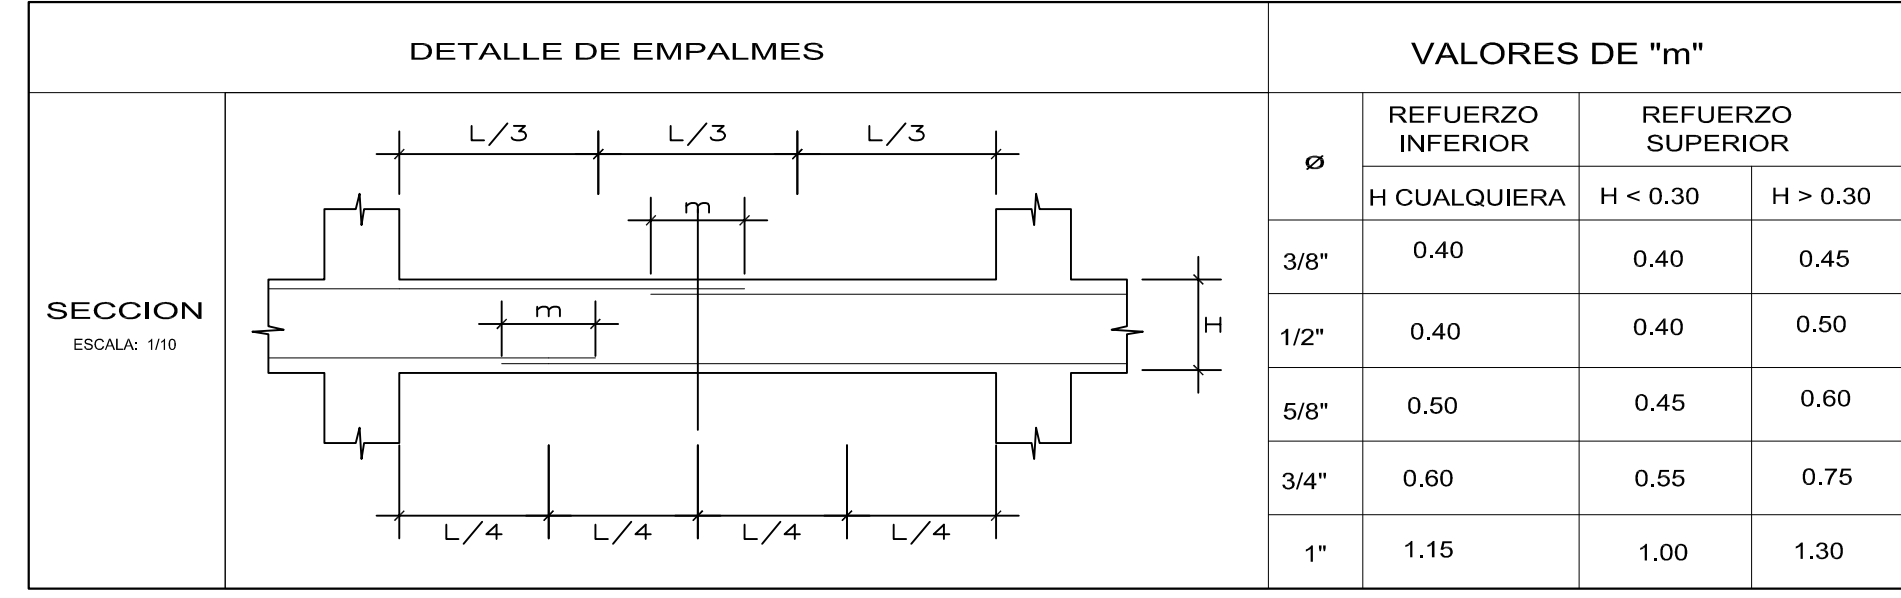 DETALLE DE EMPALMES
VALORES DE "m"
SECCION
ESCALA: 1/10
L/3 L/3 L/3
m
m
H
L/4 L/4 L/4 L/4
ø
REFUERZO
INFERIOR
REFUERZO
SUPERIOR
H CUALQUIERA H < 0.30 H > 0.30
3/8" 0.40 0.40 0.45
1/2" 0.40 0.40 0.50
5/8" 0.50 0.45 0.60
3/4" 0.60 0.55 0.75
1" 1.15 1.00 1.30